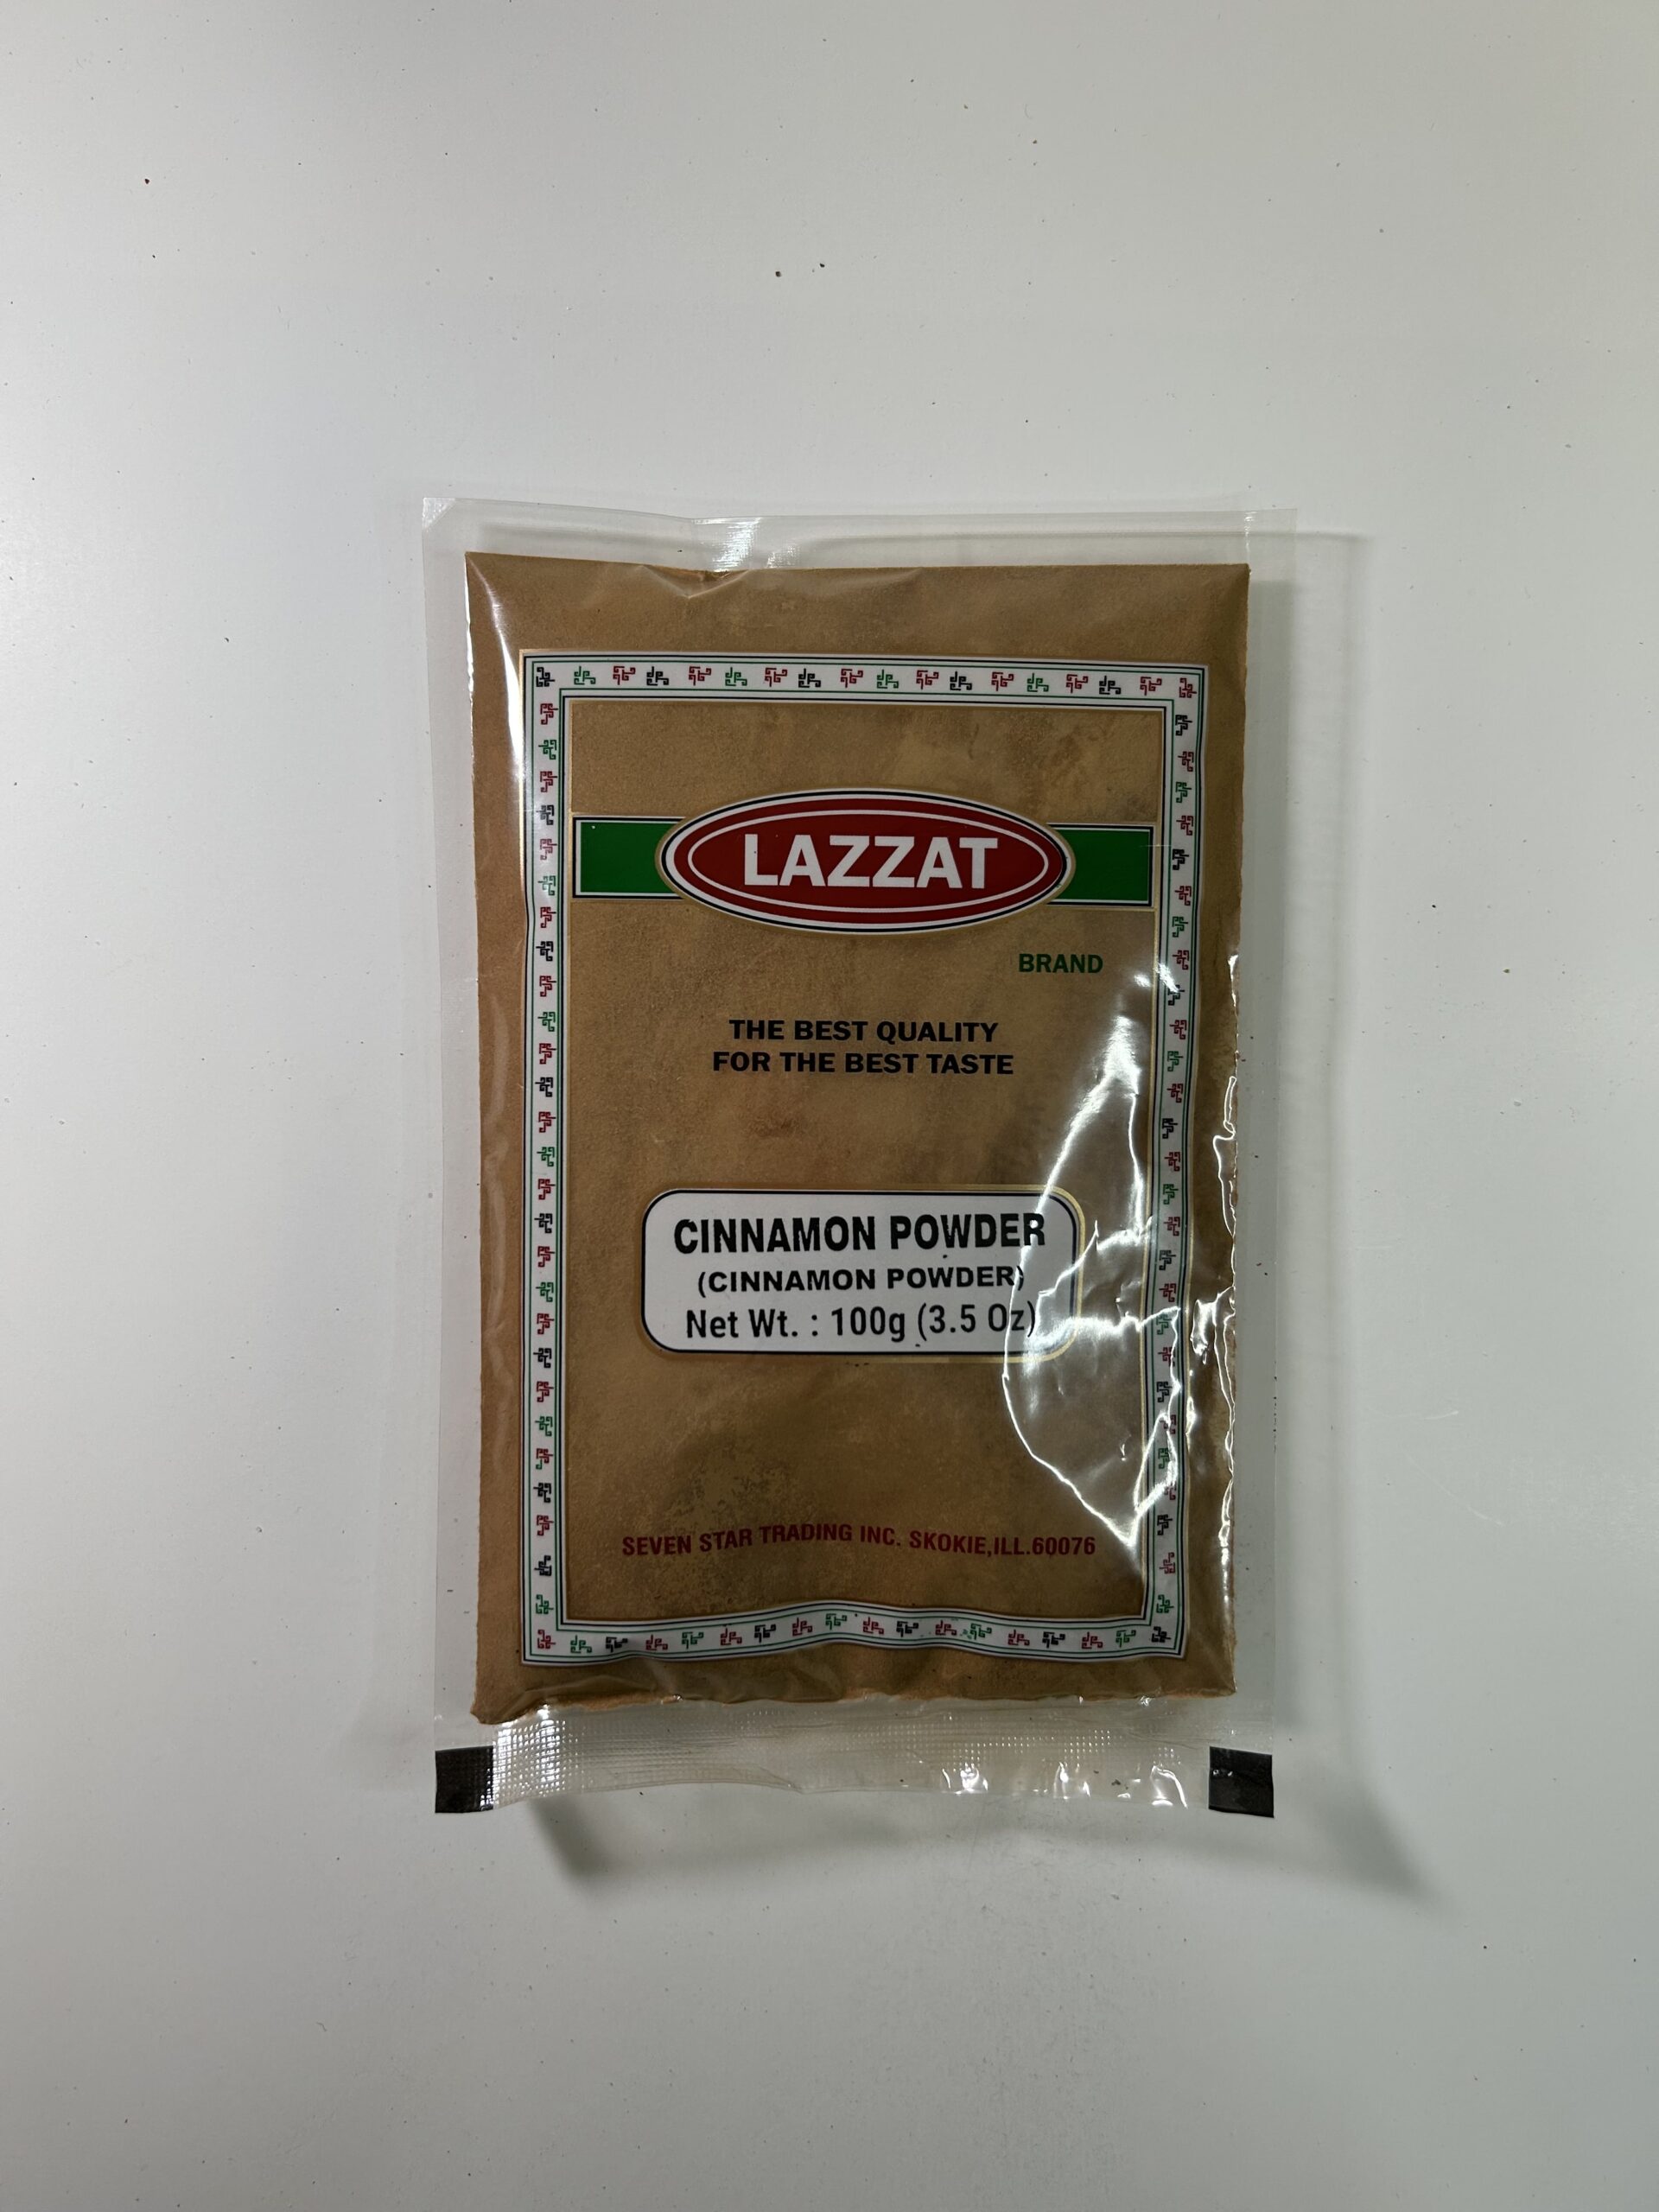 LAZZAT
BRAND
THE BEST QUALITY
FOR THE BEST TASTE
CINNAMON POWDER
(CINNAMON POWDER)
Net Wt. : 100g (3.5 Oz)
SEVEN STAR TRADING INC. SKOKIE,ILL.60076